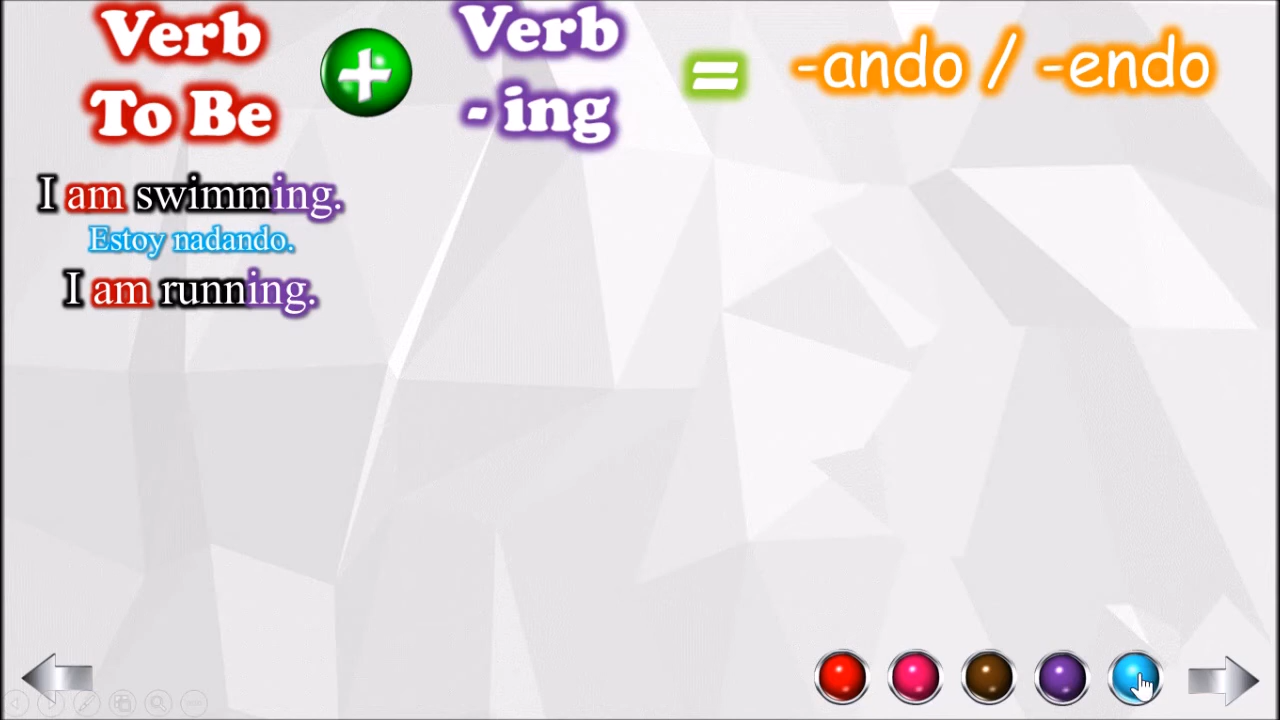 Verb
To Be
+
Verb
- ing
=
-ando / -endo
I am swimming.
Estoy nadando.
I am running.